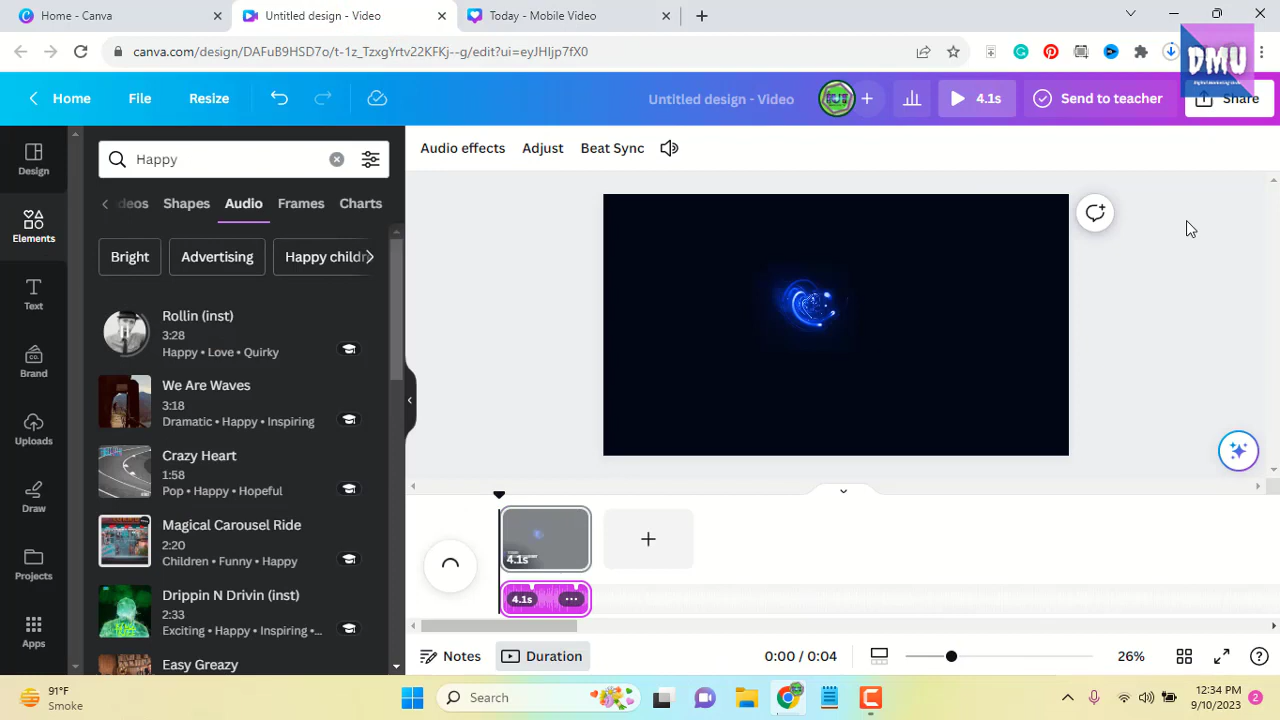 Home - Canva
Untitled design - Video
Today - Mobile Video
canva.com/design/DAFuB9HSD7o/t-1z_TzxgYrtv22KFKj--g/edit?ui=eyJHIjp7fX0
DMU
Home
File
Resize
Untitled design - Video
4.1s
Send to teacher
Share
Design
Elements
Text
Brand
Uploads
Draw
Projects
Apps
Happy
deos
Shapes
Audio
Frames
Charts
Bright
Advertising
Happy childr
Rollin (inst)
3:28
Happy • Love • Quirky
We Are Waves
3:18
Dramatic • Happy • Inspiring
Crazy Heart
1:58
Pop • Happy • Hopeful
Magical Carousel Ride
2:20
Children • Funny • Happy
Drippin N Drivin (inst)
2:33
Exciting • Happy • Inspiring •...
Easy Greazy
Audio effects
Adjust
Beat Sync
4.1s
4.1s
Notes
Duration
0:00 / 0:04
26%
91°F
Smoke
Search
12:34 PM
9/10/2023
2